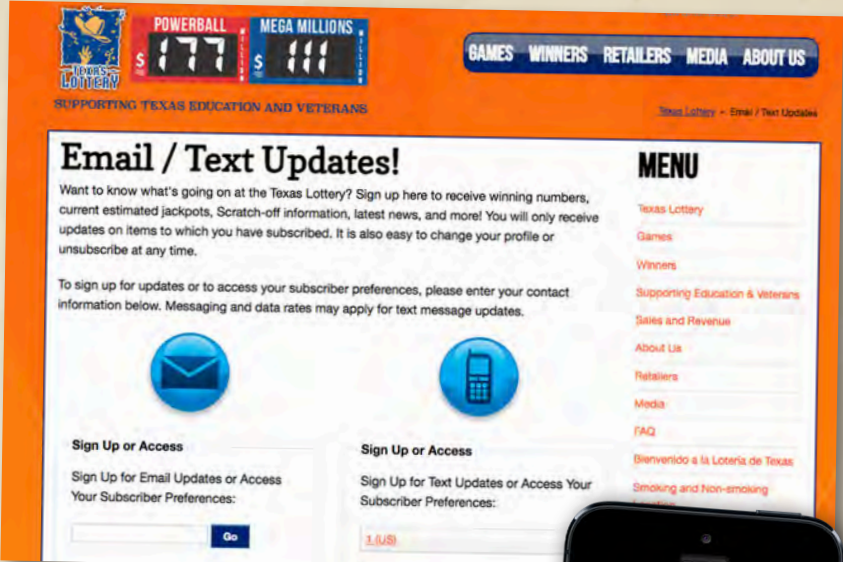 POWERBALL
MEGA MILLIONS
$ 177 MILLION
$ 111 MILLION
TEXAS
LOTTERY
SUPPORTING TEXAS EDUCATION AND VETERANS
GAMES WINNERS RETAILERS MEDIA ABOUT US
Texas Lottery • Email / Text Updates
Email / Text Updates!
Want to know what's going on at the Texas Lottery? Sign up here to receive winning numbers,
current estimated jackpots, Scratch-off information, latest news, and more! You will only receive
updates on items to which you have subscribed. It is also easy to change your profile or
unsubscribe at any time.
To sign up for updates or to access your subscriber preferences, please enter your contact
information below. Messaging and data rates may apply for text message updates.
Sign Up or Access
Sign Up for Email Updates or Access
Your Subscriber Preferences:
Go
Sign Up or Access
Sign Up for Text Updates or Access Your
Subscriber Preferences:
1 (US)
MENU
Texas Lottery
Games
Winners
Supporting Education & Veterans
Sales and Revenue
About Us
Retailers
Media
FAQ
Bienvenido a la Lotería de Texas
Smoking and Non-smoking